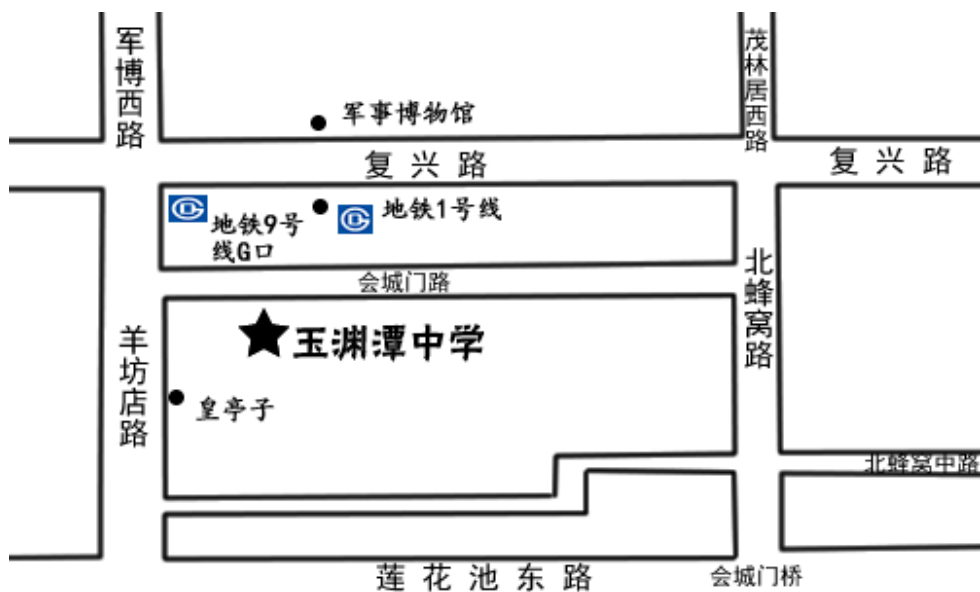 军博西路
茂林居西路
军事博物馆
复兴路
复兴路
地铁9号
线G口
地铁1号线
会城门路
北蜂窝路
羊坊店路
玉渊潭中学
皇亭子
北蜂窝中路
莲花池东路
会城门桥